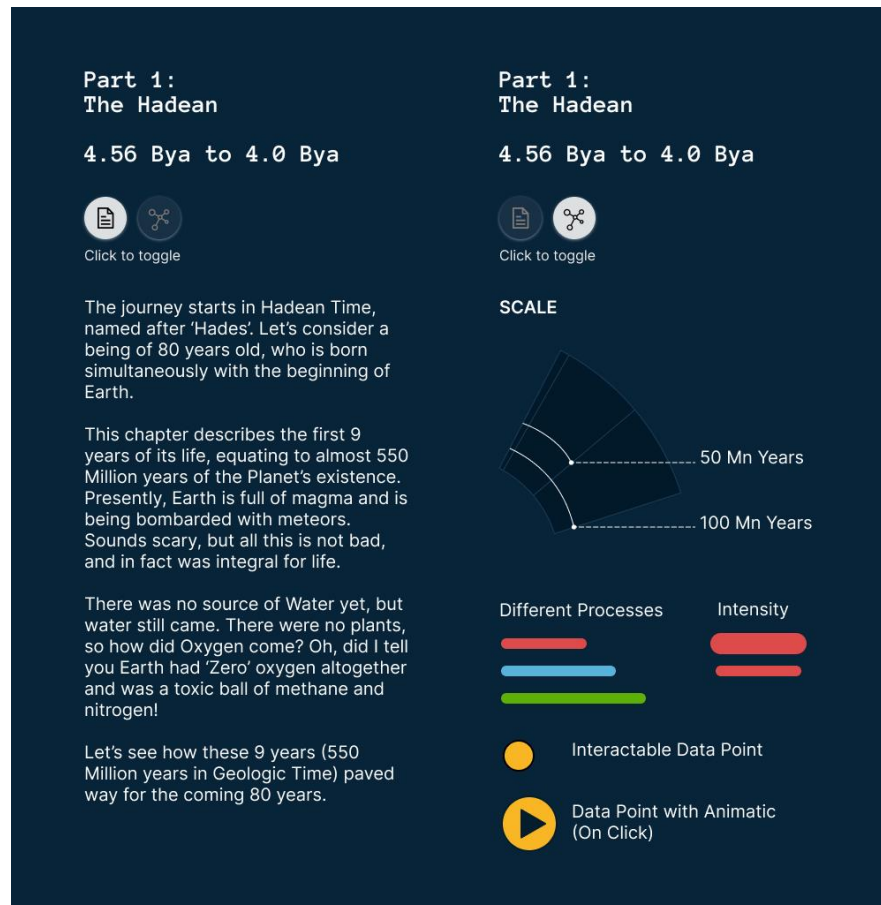 Part 1:
The Hadean
4.56 Bya to 4.0 Bya
Click to toggle
The journey starts in Hadean Time,
named after ‘Hades’. Let’s consider a
being of 80 years old, who is born
simultaneously with the beginning of
Earth.
This chapter describes the first 9
years of its life, equating to almost 550
Million years of the Planet’s existence.
Presently, Earth is full of magma and is
being bombarded with meteors.
Sounds scary, but all this is not bad,
and in fact was integral for life.
There was no source of Water yet, but
water still came. There were no plants,
so how did Oxygen come? Oh, did I tell
you Earth had ‘Zero’ oxygen altogether
and was a toxic ball of methane and
nitrogen!
Let’s see how these 9 years (550
Million years in Geologic Time) paved
way for the coming 80 years.
Part 1:
The Hadean
4.56 Bya to 4.0 Bya
Click to toggle
SCALE
50 Mn Years
100 Mn Years
Different Processes
Intensity
Interactable Data Point
Data Point with Animatic
(On Click)